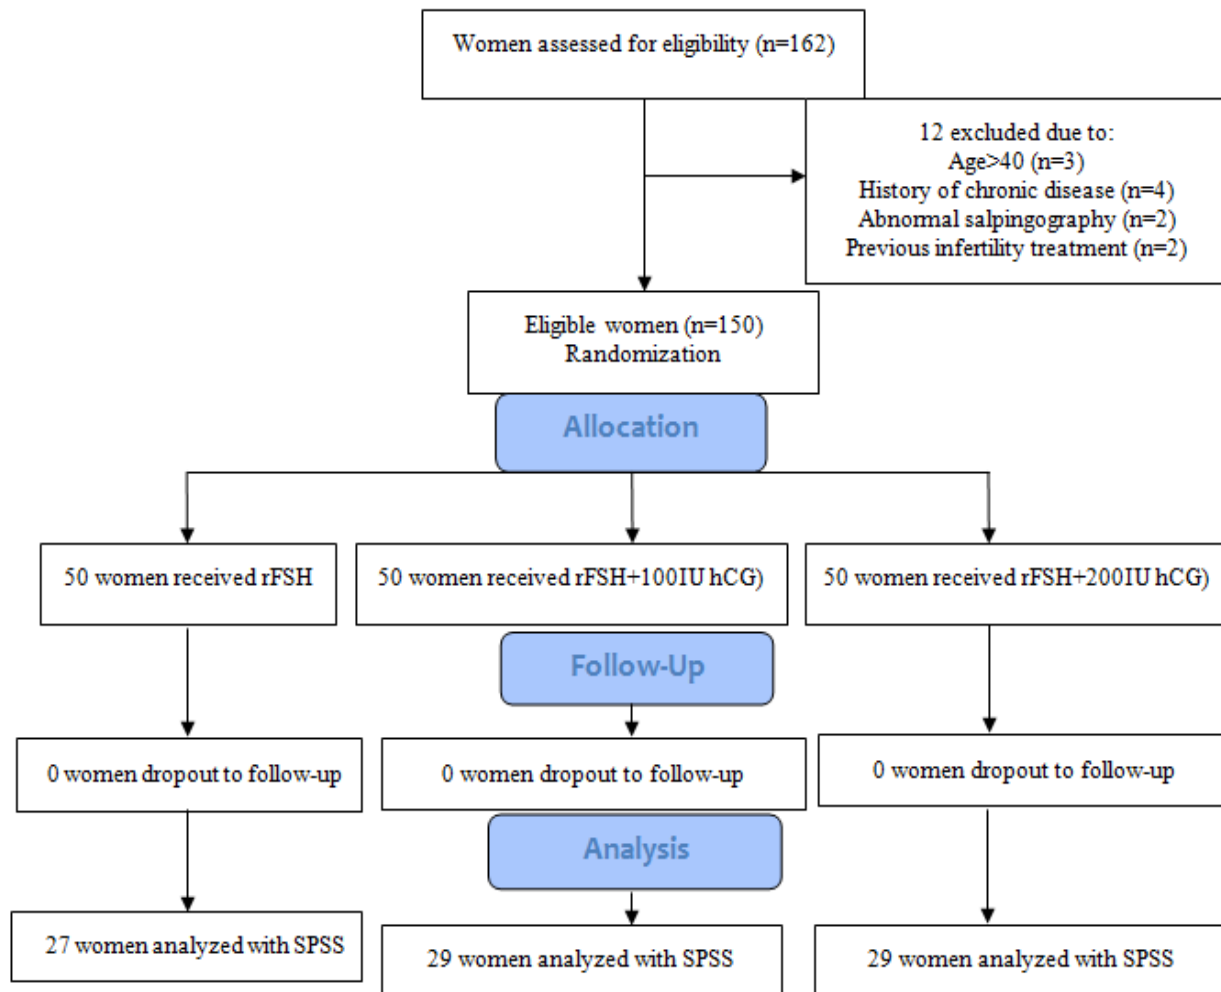 Women assessed for eligibility (n=162)
12 excluded due to:
Age>40 (n=3)
History of chronic disease (n=4)
Abnormal salpingography (n=2)
Previous infertility treatment (n=2)
Eligible women (n=150)
Randomization
Allocation
50 women received rFSH
50 women received rFSH+100IU hCG)
50 women received rFSH+200IU hCG)
Follow-Up
0 women dropout to follow-up
0 women dropout to follow-up
0 women dropout to follow-up
Analysis
27 women analyzed with SPSS
29 women analyzed with SPSS
29 women analyzed with SPSS